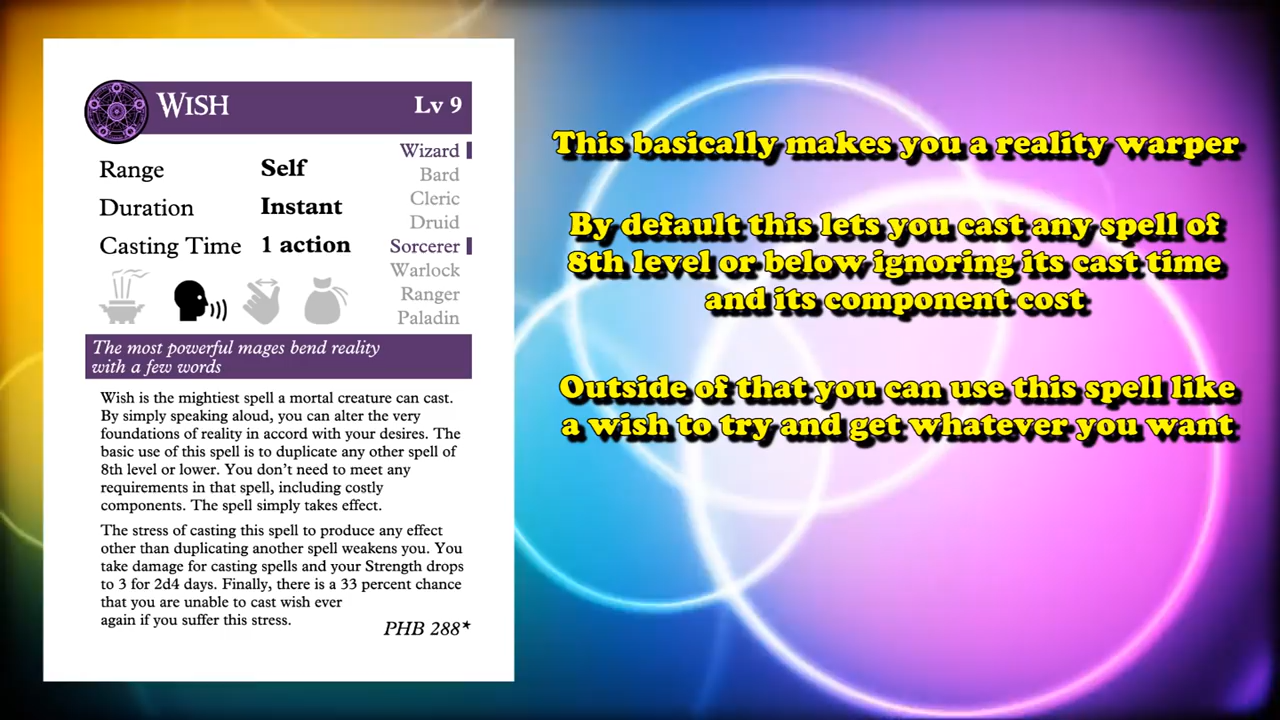 WISH
Lv 9
Range Self
Duration Instant
Casting Time 1 action
Wizard
Bard
Cleric
Druid
Sorcerer
Warlock
Ranger
Paladin
The most powerful mages bend reality
with a few words
Wish is the mightiest spell a mortal creature can cast.
By simply speaking aloud, you can alter the very
foundations of reality in accord with your desires. The
basic use of this spell is to duplicate any other spell of
8th level or lower. You don't need to meet any
requirements in that spell, including costly
components. The spell simply takes effect.
The stress of casting this spell to produce any effect
other than duplicating another spell weakens you. You
take damage for casting spells and your Strength drops
to 3 for 2d4 days. Finally, there is a 33 percent chance
that you are unable to cast wish ever
again if you suffer this stress.
PHB 288*
This basically makes you a reality warper
By default this lets you cast any spell of
8th level or below ignoring its cast time
and its component cost
Outside of that you can use this spell like
a wish to try and get whatever you want